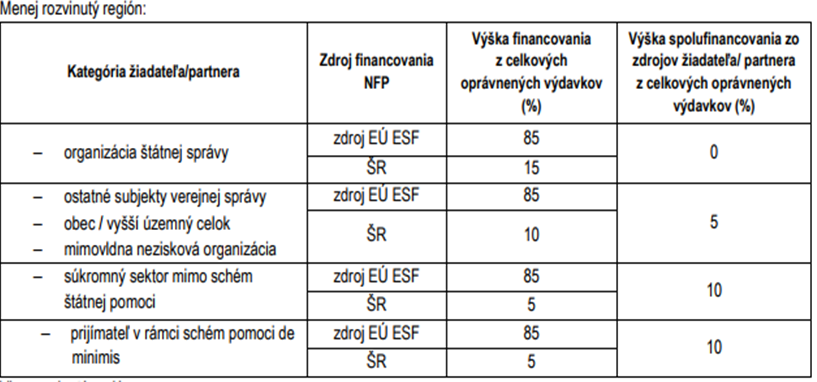 Menej rozvinutý región:
Kategória žiadateľa/partnera
Zdroj financovania
NFP
Výška financovania
z celkových
oprávnených výdavkov
(%)
Výška spolufinancovania zo
zdrojov žiadateľa/ partnera
z celkových oprávnených
výdavkov (%)
– organizácia štátnej správy
zdroj EÚ ESF
85
ŠR
15
0
– ostatné subjekty verejnej správy
– obec / vyšší územný celok
– mimovldna nezisková organizácia
zdroj EÚ ESF
85
ŠR
10
5
– súkromný sektor mimo schém
štátnej pomoci
zdroj EÚ ESF
85
ŠR
5
10
– prijímateľ v rámci schém pomoci de
minimis
zdroj EÚ ESF
85
ŠR
5
10